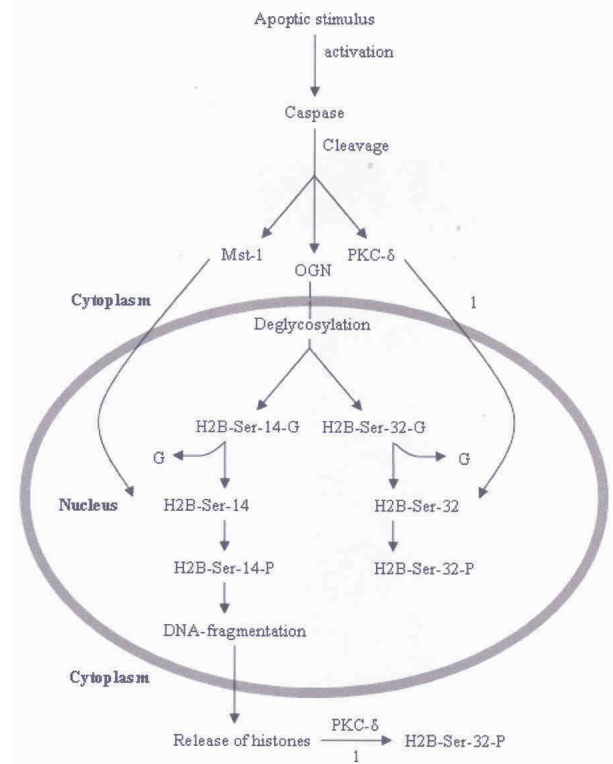 Apoptic stimulus
activation
Caspase
Cleavage
Mst-1
OGN
PKC-δ
Cytoplasm
1
Deglycosylation
H2B-Ser-14-G
H2B-Ser-32-G
G
G
Nucleus
H2B-Ser-14
H2B-Ser-32
H2B-Ser-14-P
H2B-Ser-32-P
DNA-fragmentation
Cytoplasm
Release of histones
PKC-δ
1
H2B-Ser-32-P